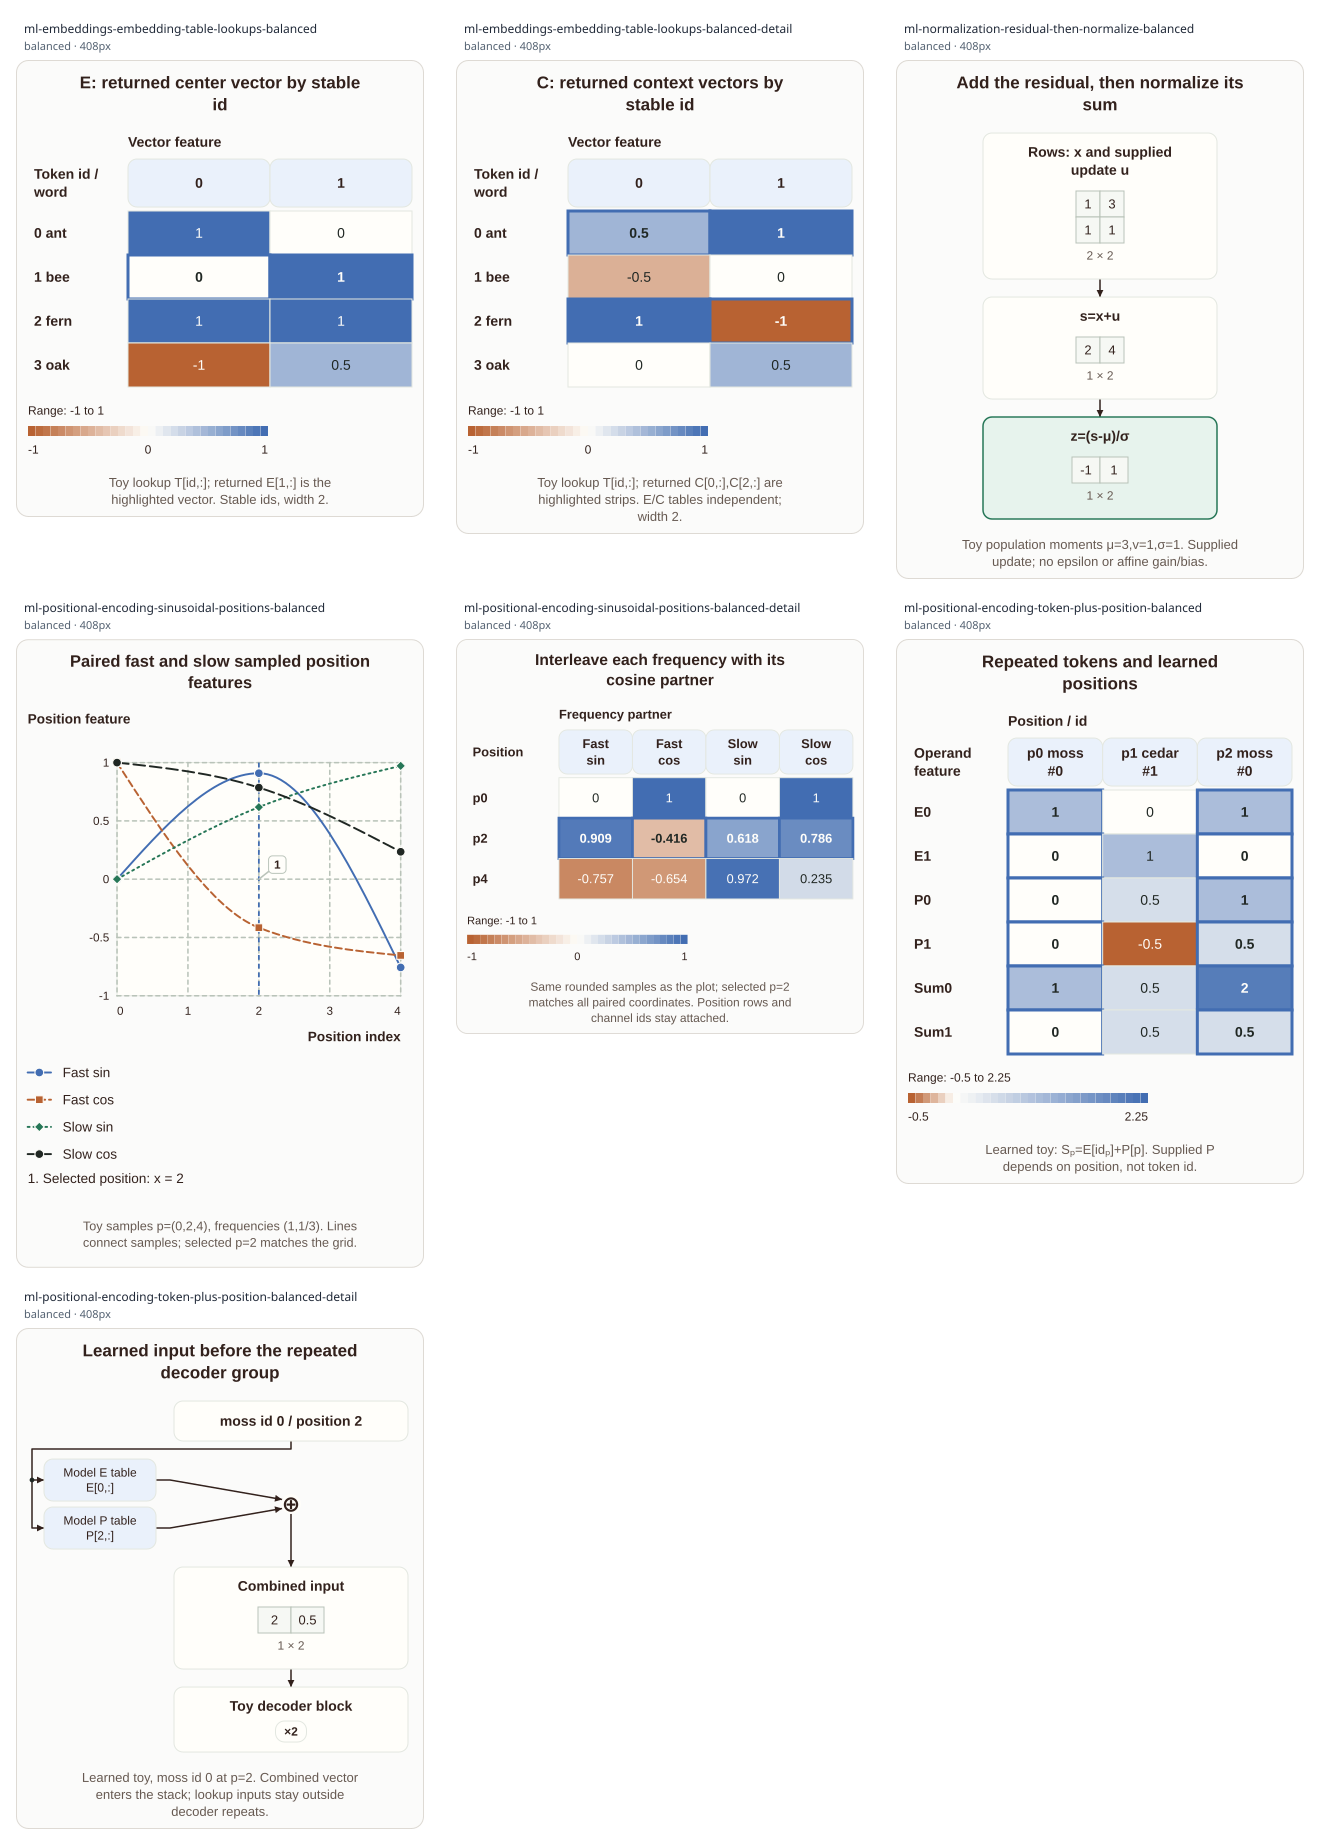 ml-embeddings-embedding-table-lookups-balanced
balanced · 408px
E: returned center vector by stable
id
Vector feature
Token id /
word
0
1
0 ant
1
0
1 bee
0
1
2 fern
1
1
3 oak
-1
0.5
Range: -1 to 1
-1
0
1
Toy lookup T[id,:]; returned E[1,:] is the
highlighted vector. Stable ids, width 2.
ml-embeddings-embedding-table-lookups-balanced-detail
balanced · 408px
C: returned context vectors by
stable id
Vector feature
Token id /
word
0
1
0 ant
0.5
1
1 bee
-0.5
0
2 fern
1
-1
3 oak
0
0.5
Range: -1 to 1
-1
0
1
Toy lookup T[id,:]; returned C[0,:],C[2,:] are
highlighted strips. E/C tables independent;
width 2.
ml-normalization-residual-then-normalize-balanced
balanced · 408px
Add the residual, then normalize its
sum
Rows: x and supplied
update u
1 3
1 1
2 × 2
s=x+u
2 4
1 × 2
z=(s-μ)/σ
-1 1
1 × 2
Toy population moments μ=3,v=1,σ=1. Supplied
update; no epsilon or affine gain/bias.
ml-positional-encoding-sinusoidal-positions-balanced
balanced · 408px
Paired fast and slow sampled position
features
Position feature
1
0.5
0
-0.5
-1
1
0
1
2
3
4
Position index
Fast sin
Fast cos
Slow sin
Slow cos
1. Selected position: x = 2
Toy samples p=(0,2,4), frequencies (1,1/3). Lines
connect samples; selected p=2 matches the grid.
ml-positional-encoding-sinusoidal-positions-balanced-detail
balanced · 408px
Interleave each frequency with its
cosine partner
Frequency partner
Position
Fast
sin
Fast
cos
Slow
sin
Slow
cos
p0
0
1
0
1
p2
0.909
-0.416
0.618
0.786
p4
-0.757
-0.654
0.972
0.235
Range: -1 to 1
-1
0
1
Same rounded samples as the plot; selected p=2
matches all paired coordinates. Position rows and
channel ids stay attached.
ml-positional-encoding-token-plus-position-balanced
balanced · 408px
Repeated tokens and learned
positions
Position / id
Operand
feature
p0 moss
#0
p1 cedar
#1
p2 moss
#0
E0
1
0
1
E1
0
1
0
P0
0
0.5
1
P1
0
-0.5
0.5
Sum0
1
0.5
2
Sum1
0
0.5
0.5
Range: -0.5 to 2.25
-0.5
2.25
Learned toy: Sₚ=E[idₚ]+P[p]. Supplied P
depends on position, not token id.
ml-positional-encoding-token-plus-position-balanced-detail
balanced · 408px
Learned input before the repeated
decoder group
moss id 0 / position 2
Model E table
E[0,:]
Model P table
P[2,:]
⊕
Combined input
2 0.5
1 × 2
Toy decoder block
×2
Learned toy, moss id 0 at p=2. Combined vector
enters the stack; lookup inputs stay outside
decoder repeats.